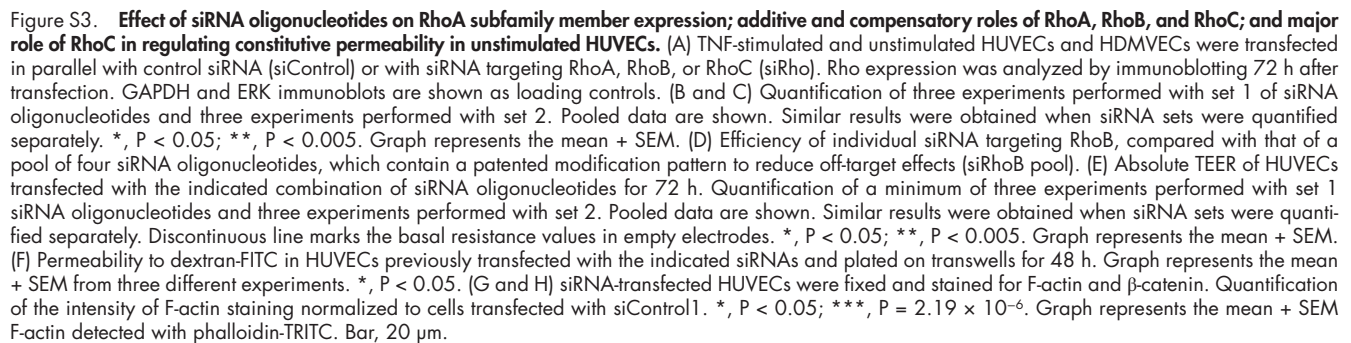 Figure S3. Effect of siRNA oligonucleotides on RhoA subfamily member expression; additive and compensatory roles of RhoA, RhoB, and RhoC; and major
role of RhoC in regulating constitutive permeability in unstimulated HUVECs. (A) TNF-stimulated and unstimulated HUVECs and HDMVECs were transfected
in parallel with control siRNA (siControl) or with siRNA targeting RhoA, RhoB, or RhoC (siRho). Rho expression was analyzed by immunoblotting 72 h after
transfection. GAPDH and ERK immunoblots are shown as loading controls. (B and C) Quantification of three experiments performed with set 1 of siRNA
oligonucleotides and three experiments performed with set 2. Pooled data are shown. Similar results were obtained when siRNA sets were quantified
separately. *, P < 0.05; **, P < 0.005. Graph represents the mean + SEM. (D) Efficiency of individual siRNA targeting RhoB, compared with that of a
pool of four siRNA oligonucleotides, which contain a patented modification pattern to reduce off-target effects (siRhoB pool). (E) Absolute TEER of HUVECs
transfected with the indicated combination of siRNA oligonucleotides for 72 h. Quantification of a minimum of three experiments performed with set 1
siRNA oligonucleotides and three experiments performed with set 2. Pooled data are shown. Similar results were obtained when siRNA sets were quanti-
fied separately. Discontinuous line marks the basal resistance values in empty electrodes. *, P < 0.05; **, P < 0.005. Graph represents the mean + SEM.
(F) Permeability to dextran-FITC in HUVECs previously transfected with the indicated siRNAs and plated on transwells for 48 h. Graph represents the mean
+ SEM from three different experiments. *, P < 0.05. (G and H) siRNA-transfected HUVECs were fixed and stained for F-actin and β-catenin. Quantification
of the intensity of F-actin staining normalized to cells transfected with siControl1. *, P < 0.05; ***, P = 2.19 × 10⁻⁶. Graph represents the mean + SEM
F-actin detected with phalloidin-TRITC. Bar, 20 μm.